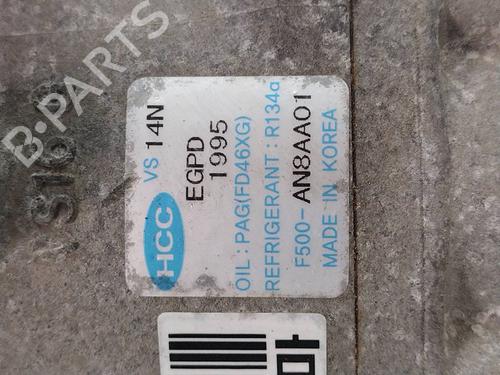 B-PARTS
HCC VS 14N
EGPD
1995
OIL : PAG(FD46XG)
REFRIGERANT : R134a
F500-AN8AA01
MADE IN KOREA